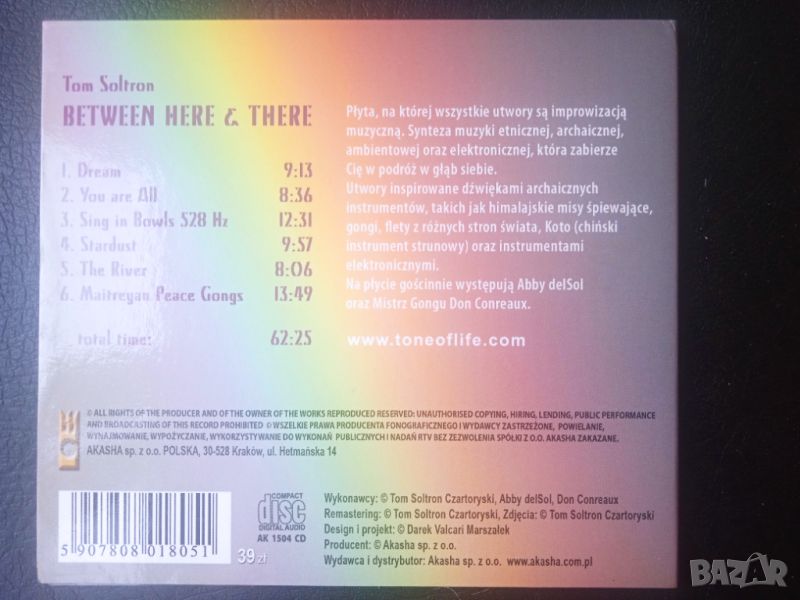 Tom Soltron
BETWEEN HERE & THERE
1. Dream 9:13
2. You are All 8:36
3. Sing in Bowls 528 Hz 12:31
4. Stardust 9:57
5. The River 8:06
6. Maitreyan Peace Gongs 13:49
total time: 62:25
Płyta, na której wszystkie utwory są improwizacją
muzyczną. Synteza muzyki etnicznej, archaicznej,
ambientowej oraz elektronicznej, która zabierze
Cię w podróż w głąb siebie.
Utwory inspirowane dźwiękami archaicznych
instrumentów, takich jak himalajskie misy śpiewające,
gongi, flety z różnych stron świata, Koto (chiński
instrument strunowy) oraz instrumentami
elektronicznymi.
Na płycie gościnnie występują Abby delSol
oraz Mistrz Gongu Don Conreaux.
www.toneoflife.com
© ALL RIGHTS OF THE PRODUCER AND OF THE OWNER OF THE WORKS REPRODUCED RESERVED: UNAUTHORISED COPYING, HIRING, LENDING, PUBLIC PERFORMANCE
AND BROADCASTING OF THIS RECORD PROHIBITED © WSZELKIE PRAWA PRODUCENTA FONOGRAFICZNEGO I WYDAWCY ZASTRZEŻONE, POWIELANIE,
WYNAJMOWANIE, WYPOŻYCZANIE, WYKORZYSTYWANIE DO WYKONAŃ PUBLICZNYCH I NADAŃ RTV BEZ ZEZWOLENIA SPÓŁKI Z O.O. AKASHA ZAKAZANE.
AKASHA sp. z o.o. POLSKA, 30-528 Kraków, ul. Hetmańska 14
5 907808 018051
39 zł
COMPACT
disc
DIGITAL AUDIO
AK 1504 CD
Wykonawcy: © Tom Soltron Czartoryski, Abby delSol, Don Conreaux
Remastering: © Tom Soltron Czartoryski, Zdjęcia: © Tom Soltron Czartoryski
Design i projekt: © Darek Valcari Marszałek
Producent: © Akasha sp. z o.o.
Wydawca i dystrybutor: Akasha sp. z o.o. www.akasha.com.pl
BAZAR